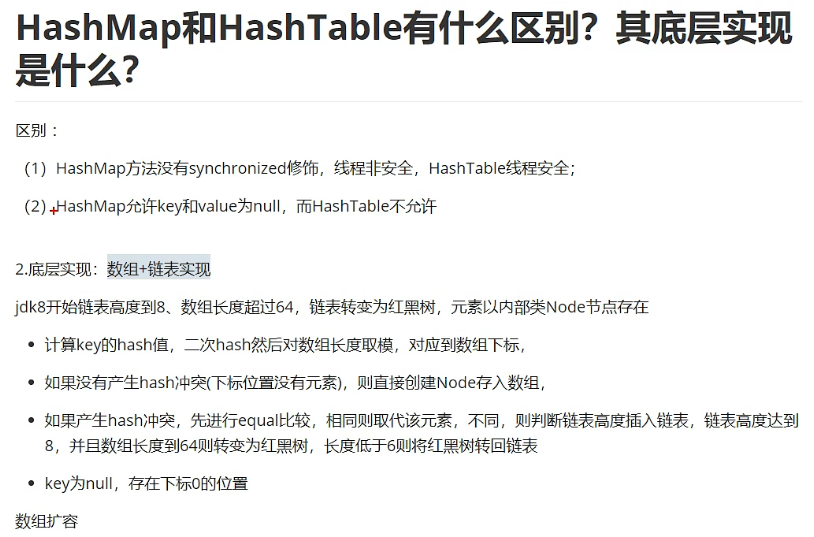 HashMap和HashTable有什么区别？其底层实现
是什么？
区别 ：
（1）HashMap方法没有synchronized修饰，线程非安全，HashTable线程安全；
（2）HashMap允许key和value为null，而HashTable不允许
2.底层实现：数组+链表实现
jdk8开始链表高度到8、数组长度超过64，链表转变为红黑树，元素以内部类Node节点存在
• 计算key的hash值，二次hash然后对数组长度取模，对应到数组下标，
• 如果没有产生hash冲突(下标位置没有元素)，则直接创建Node存入数组，
• 如果产生hash冲突，先进行equal比较，相同则取代该元素，不同，则判断链表高度插入链表，链表高度达到
8，并且数组长度到64则转变为红黑树，长度低于6则将红黑树转回链表
• key为null，存在下标0的位置
数组扩容